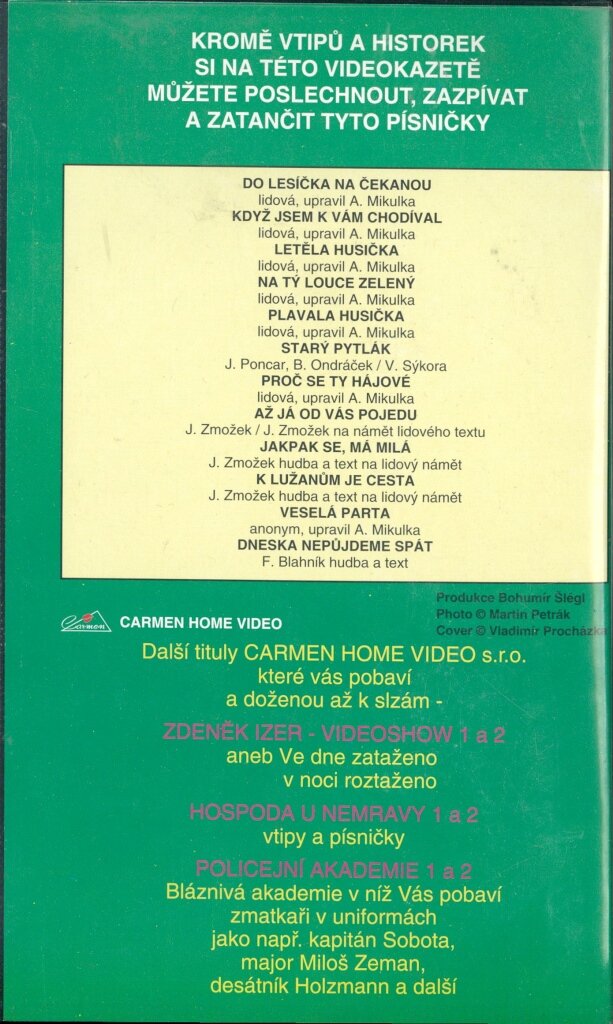 KROMĚ VTIPŮ A HISTOREK
SI NA TÉTO VIDEOKAZETĚ
MŮŽETE POSLECHNOUT, ZAZPÍVAT
A ZATANČIT TYTO PÍSNIČKY
DO LESÍČKA NA ČEKANOU
lidová, upravil A. Mikulka
KDYŽ JSEM K VÁM CHODÍVAL
lidová, upravil A. Mikulka
LETĚLA HUSIČKA
lidová, upravil A. Mikulka
NA TÝ LOUCE ZELENÝ
lidová, upravil A. Mikulka
PLAVALA HUSIČKA
lidová, upravil A. Mikulka
STARÝ PYTLÁK
J. Poncar, B. Ondráček / V. Sýkora
PROČ SE TY HÁJOVÉ
lidová, upravil A. Mikulka
AŽ JÁ OD VÁS POJEDU
J. Zmožek / J. Zmožek na námět lidového textu
JAKPAK SE, MÁ MILÁ
J. Zmožek hudba a text na lidový námět
K LUŽANŮM JE CESTA
J. Zmožek hudba a text na lidový námět
VESELÁ PARTA
anonym, upravil A. Mikulka
DNESKA NEPŮJDEME SPÁT
F. Blahník hudba a text
Produkce Bohumír Šlégl
Photo © Martin Petrák
Cover © Vladimír Procházka
Carmen CARMEN HOME VIDEO
Další tituly CARMEN HOME VIDEO s.r.o.
které vás pobaví
a doženou až k slzám -
ZDENĚK IZER - VIDEOSHOW 1 a 2
aneb Ve dne zataženo
v noci roztaženo
HOSPODA U NEMRAVY 1 a 2
vtipy a písničky
POLICEJNÍ AKADEMIE 1 a 2
Bláznivá akademie v níž Vás pobaví
zmatkaři v uniformách
jako např. kapitán Sobota,
major Miloš Zeman,
desátník Holzmann a další